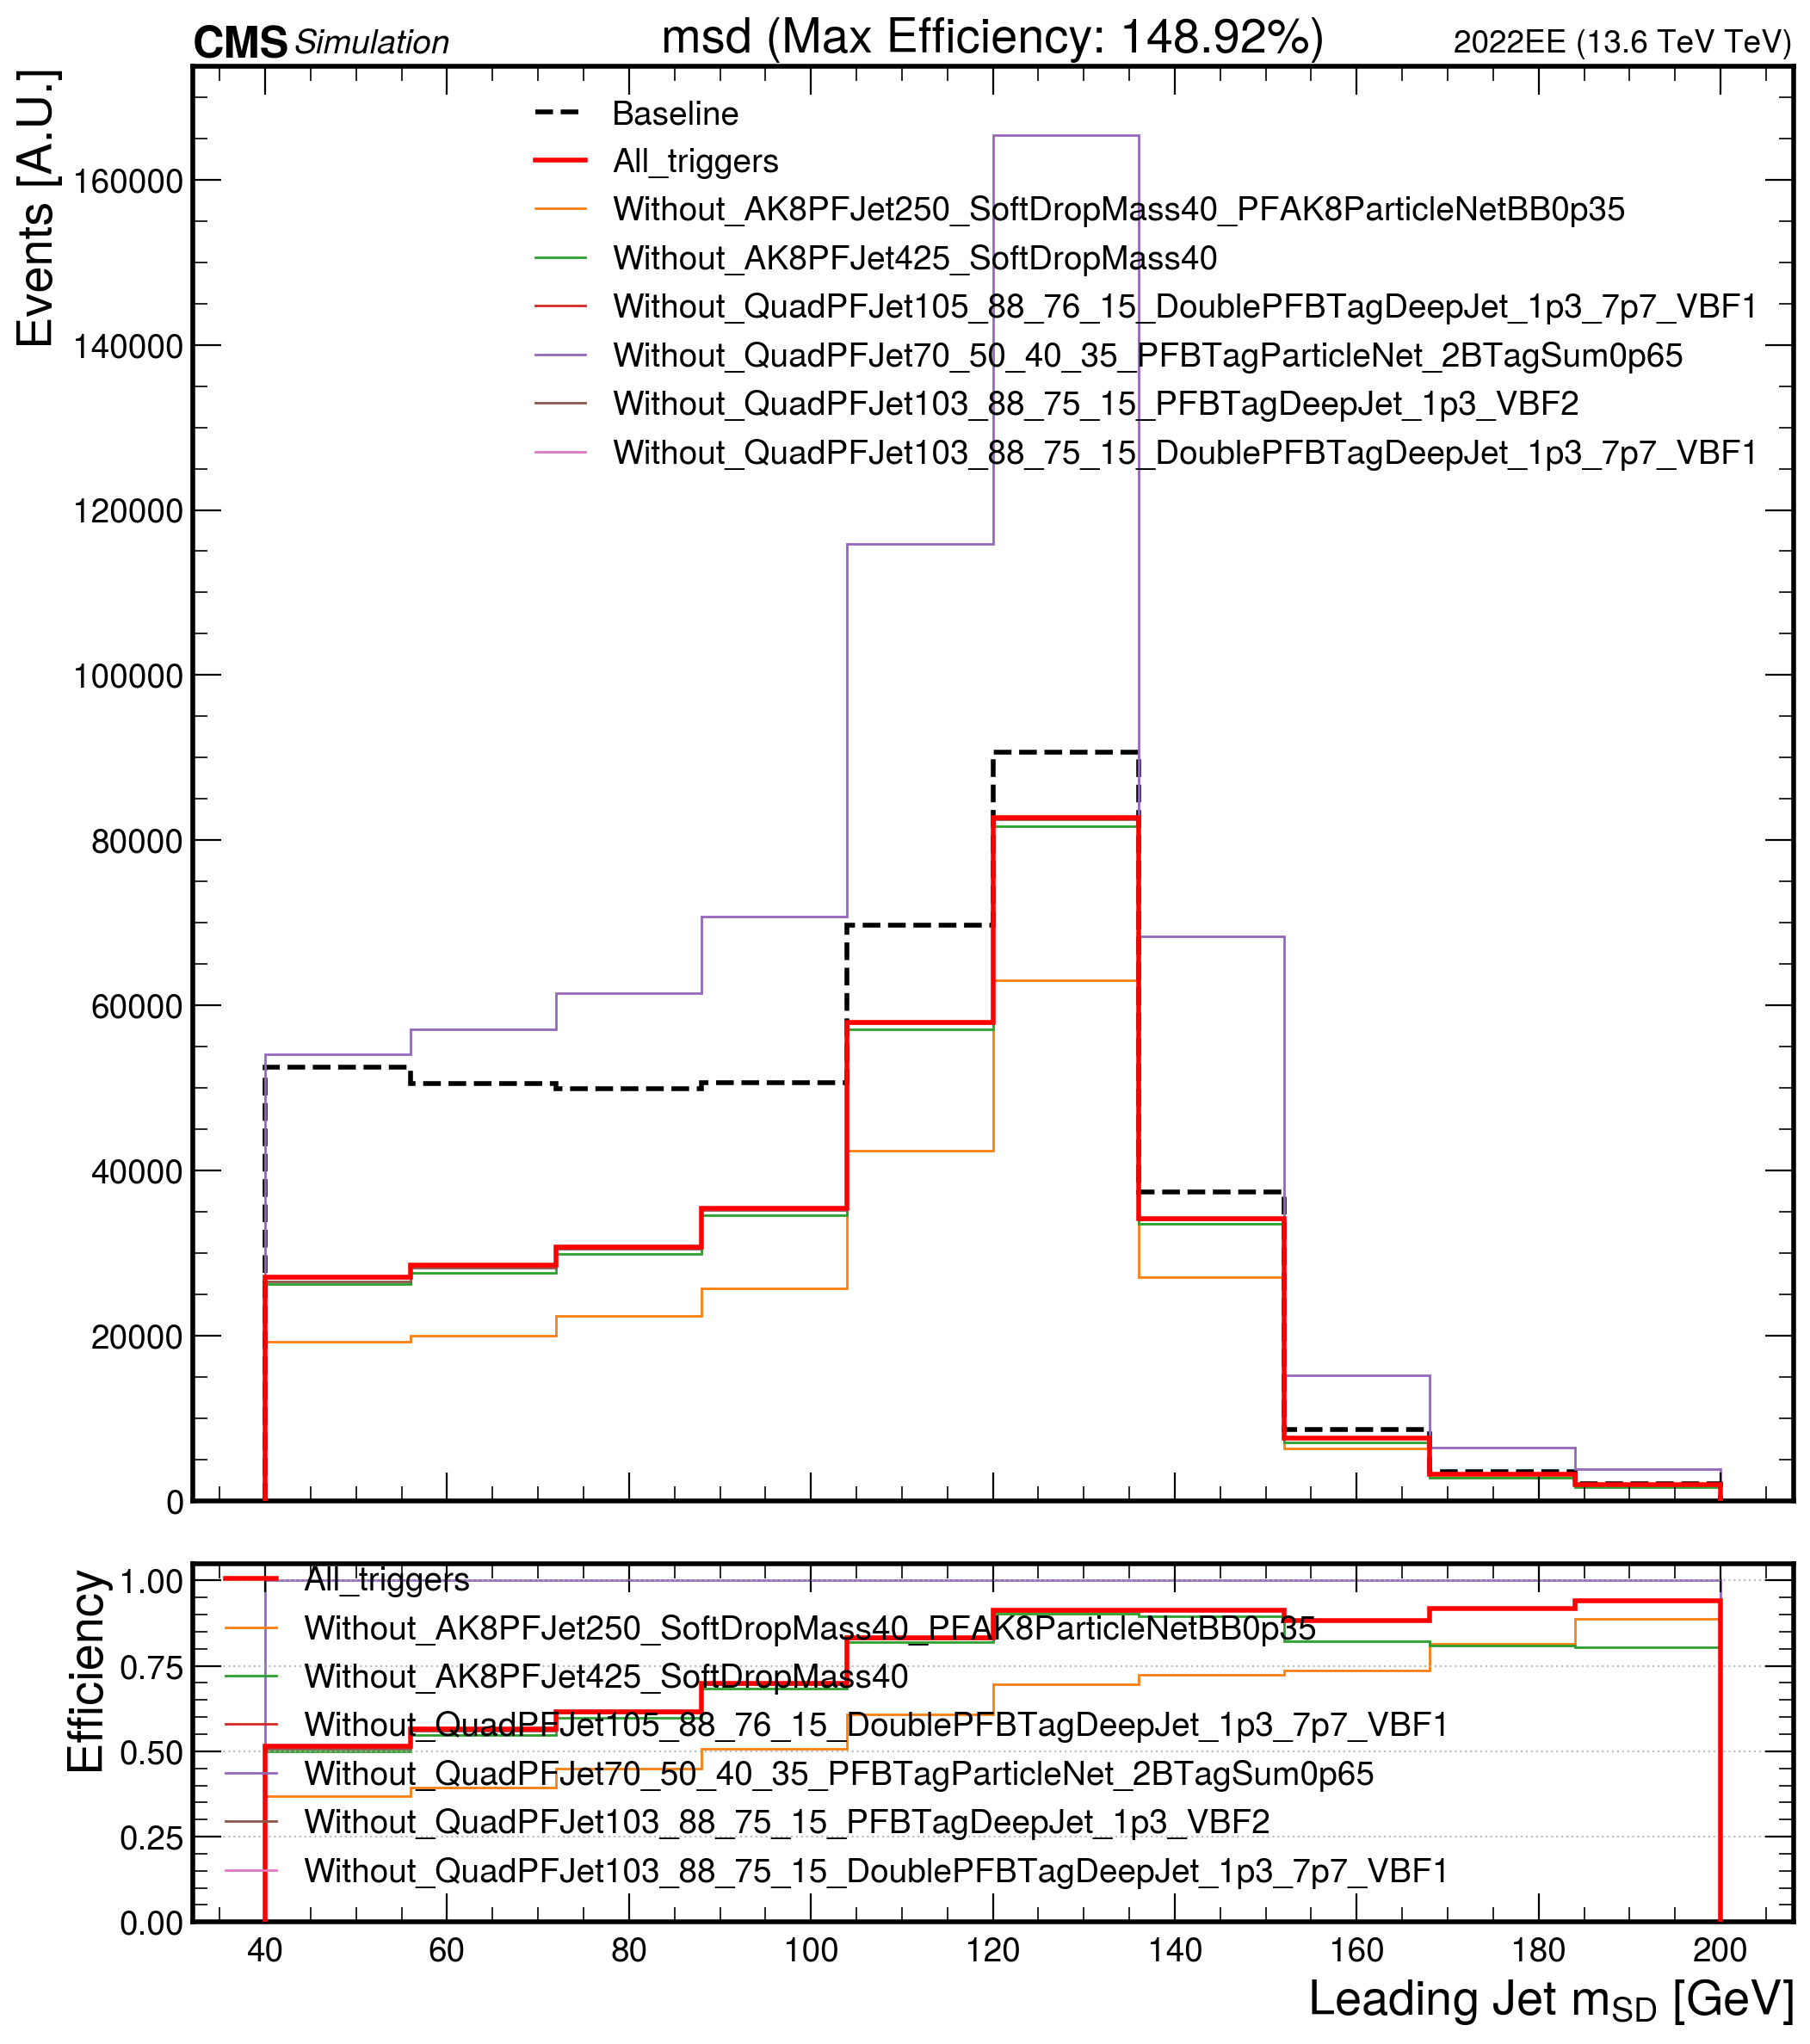 CMS Simulation msd (Max Efficiency: 148.92%) 2022EE (13.6 TeV TeV)
Events [A.U.]
160000
140000
120000
100000
80000
60000
40000
20000
0
Baseline
All_triggers
Without_AK8PFJet250_SoftDropMass40_PFAK8ParticleNetBB0p35
Without_AK8PFJet425_SoftDropMass40
Without_QuadPFJet105_88_76_15_DoublePFBTagDeepJet_1p3_7p7_VBF1
Without_QuadPFJet70_50_40_35_PFBTagParticleNet_2BTagSum0p65
Without_QuadPFJet103_88_75_15_PFBTagDeepJet_1p3_VBF2
Without_QuadPFJet103_88_75_15_DoublePFBTagDeepJet_1p3_7p7_VBF1
Efficiency
1.00
0.75
0.50
0.25
0.00
All_triggers
Without_AK8PFJet250_SoftDropMass40_PFAK8ParticleNetBB0p35
Without_AK8PFJet425_SoftDropMass40
Without_QuadPFJet105_88_76_15_DoublePFBTagDeepJet_1p3_7p7_VBF1
Without_QuadPFJet70_50_40_35_PFBTagParticleNet_2BTagSum0p65
Without_QuadPFJet103_88_75_15_PFBTagDeepJet_1p3_VBF2
Without_QuadPFJet103_88_75_15_DoublePFBTagDeepJet_1p3_7p7_VBF1
40 60 80 100 120 140 160 180 200
Leading Jet mSD [GeV]